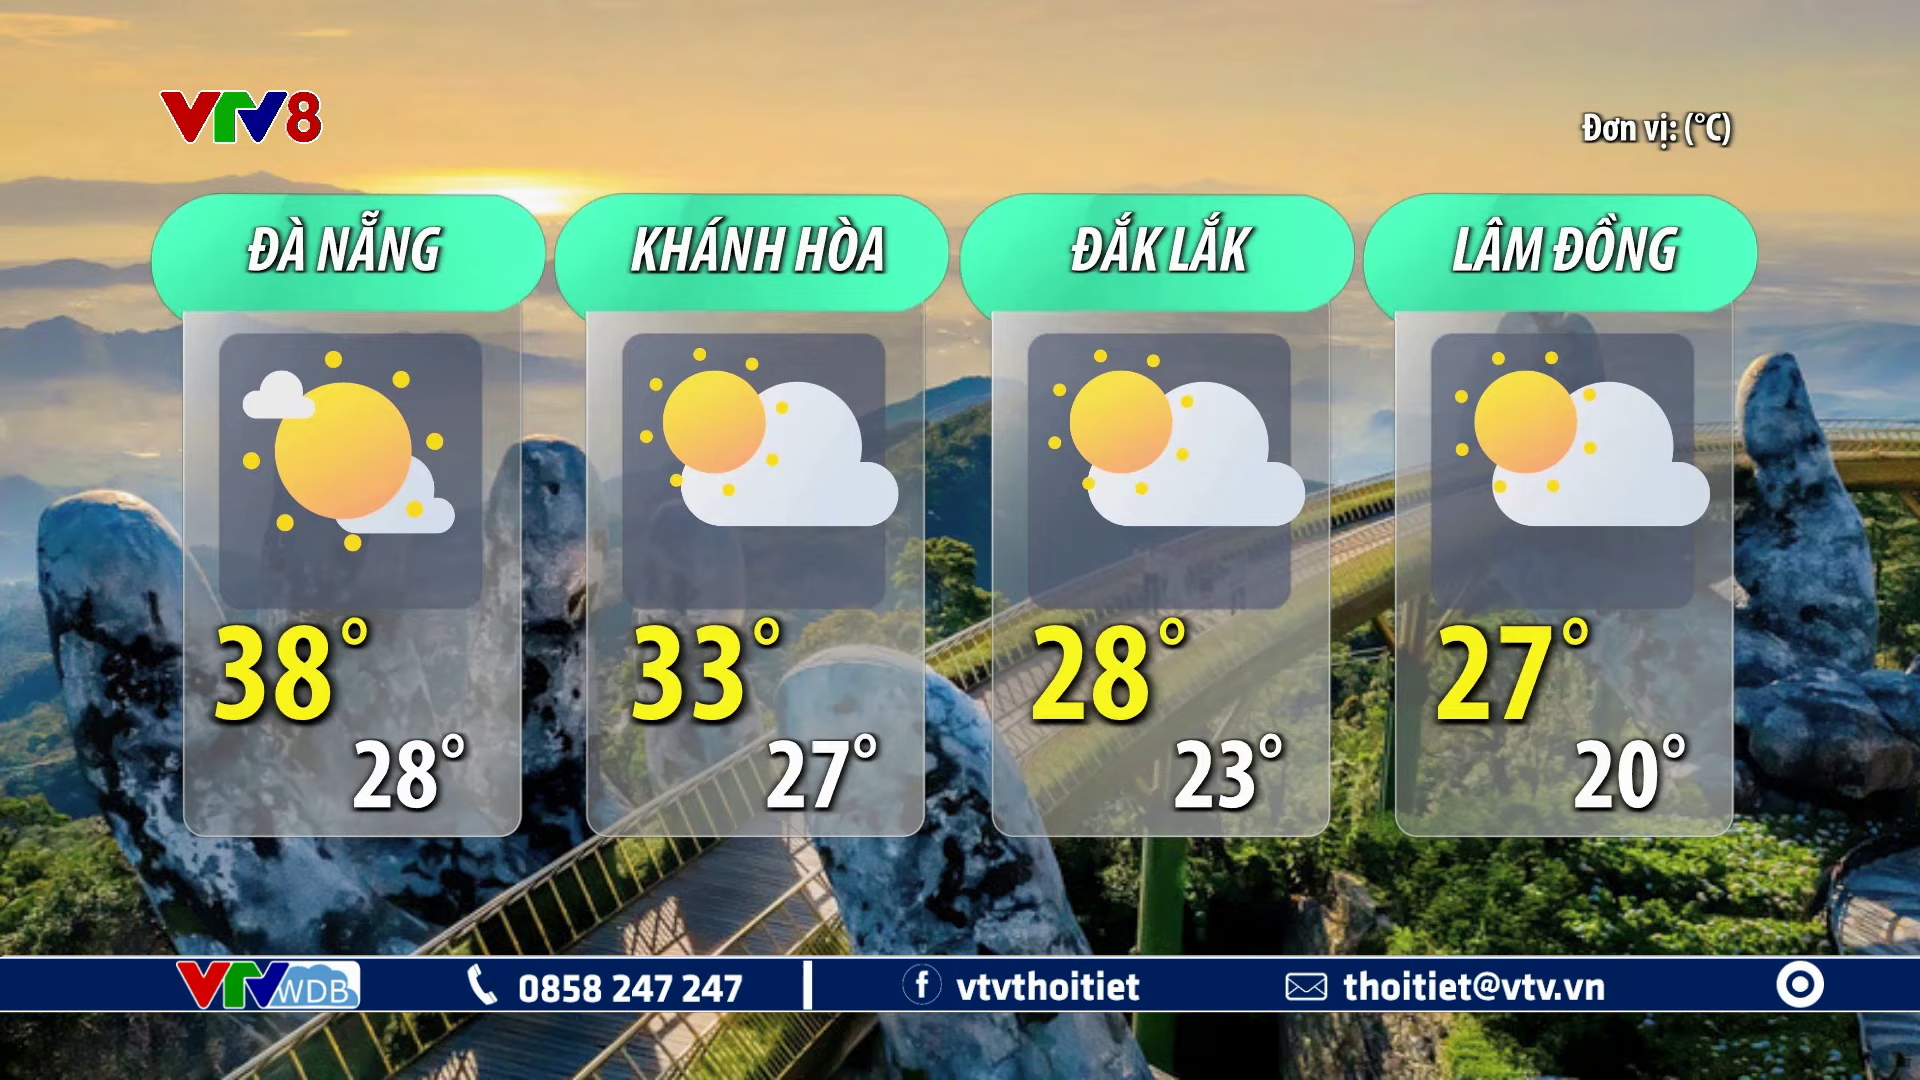 VTV8
Đơn vị: (°C)
ĐÀ NẴNG
38°
28°
KHÁNH HÒA
33°
27°
ĐẮK LẮK
28°
23°
LÂM ĐỒNG
27°
20°
VTV WDB
0858 247 247
vtvthoitiet
thoitiet@vtv.vn